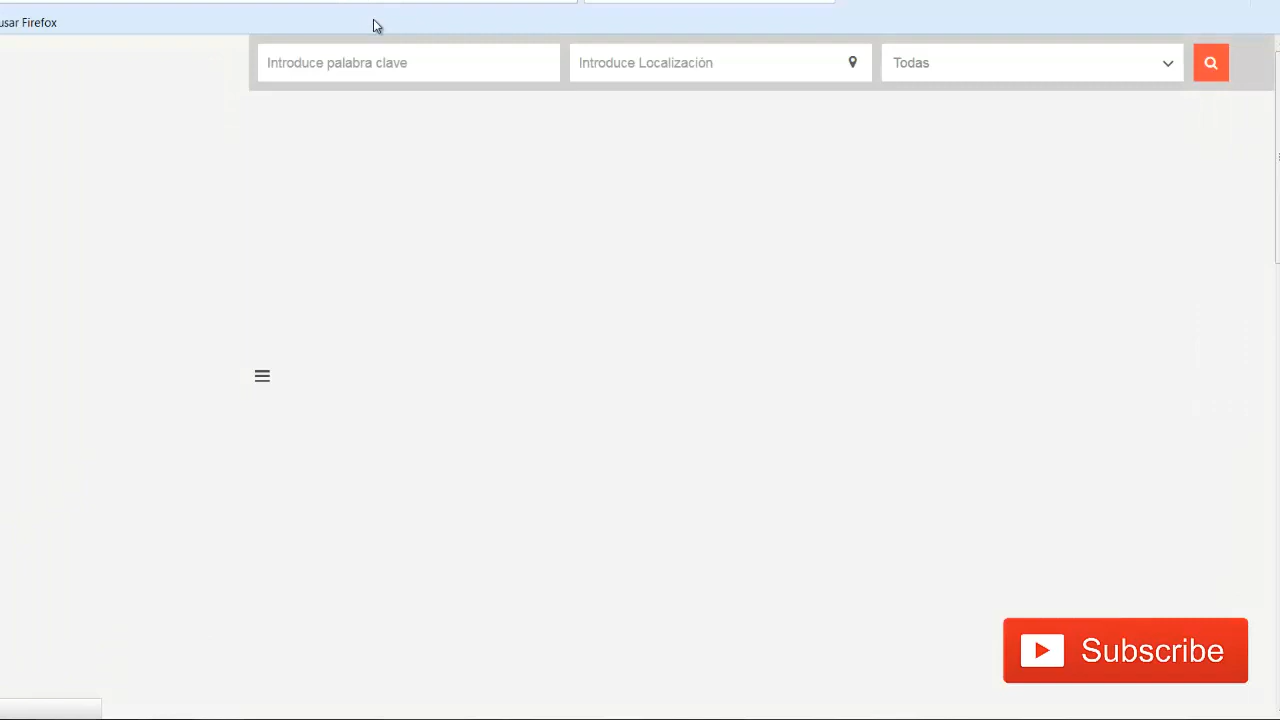 usar Firefox
Introduce palabra clave
Introduce Localización
Todas
Subscribe